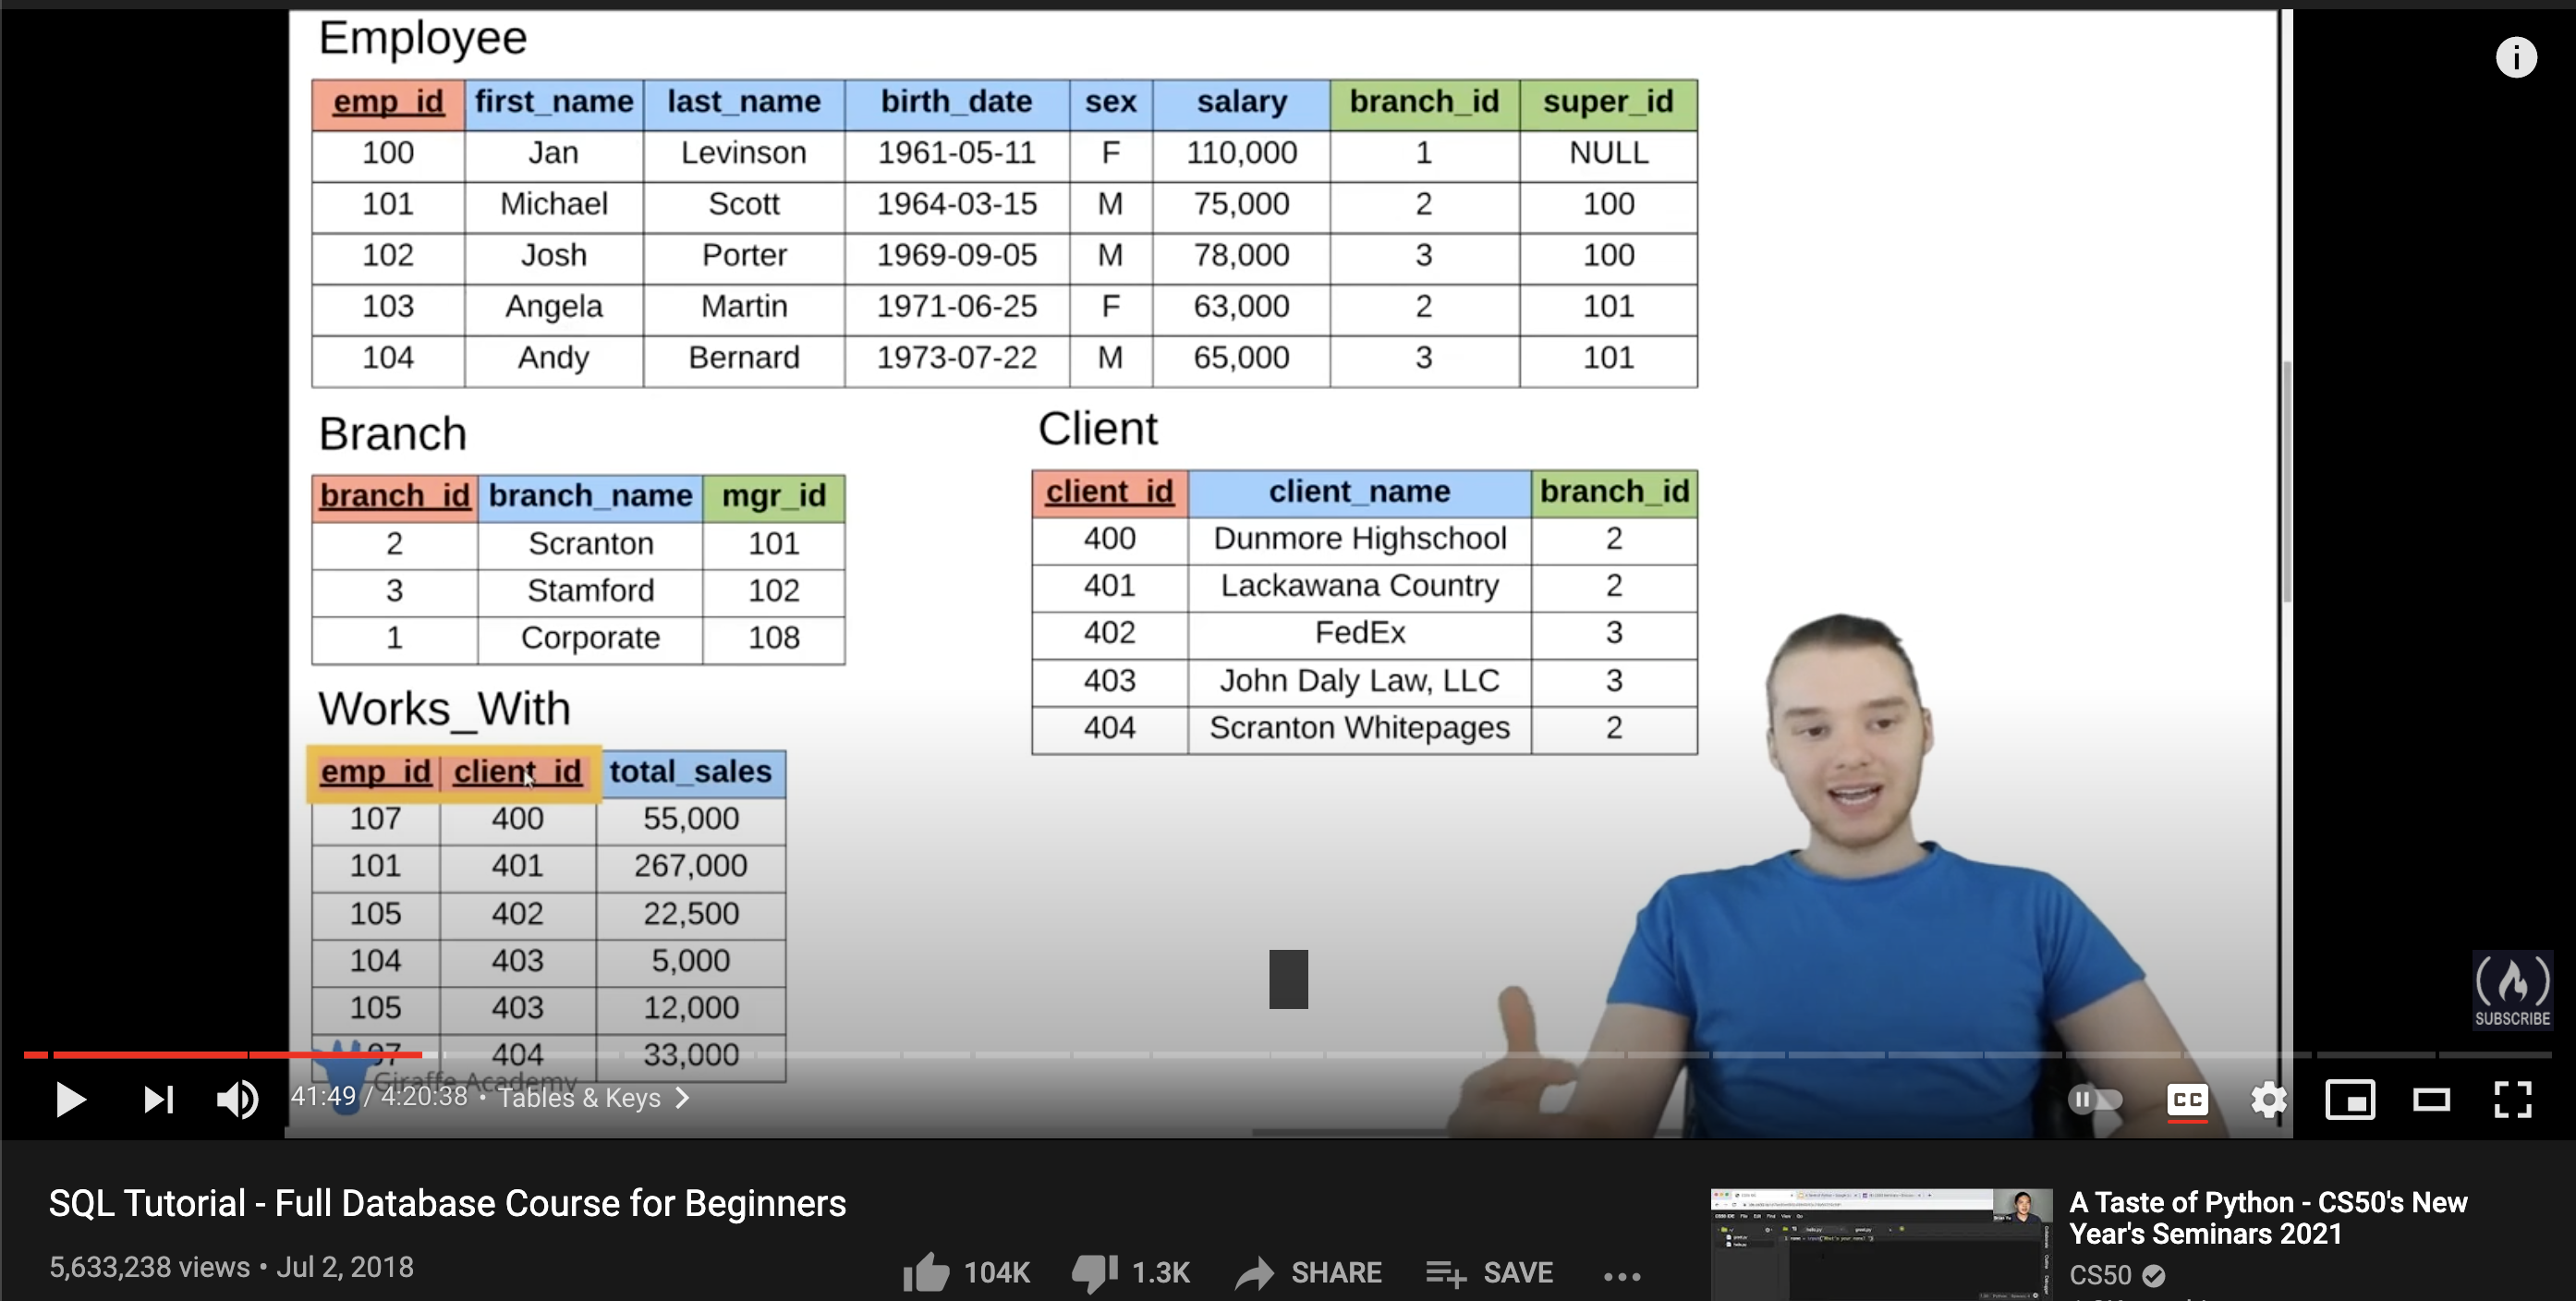 Employee
emp_id first_name last_name birth_date sex salary branch_id super_id
100 Jan Levinson 1961-05-11 F 110,000 1 NULL
101 Michael Scott 1964-03-15 M 75,000 2 100
102 Josh Porter 1969-09-05 M 78,000 3 100
103 Angela Martin 1971-06-25 F 63,000 2 101
104 Andy Bernard 1973-07-22 M 65,000 3 101
Branch
branch_id branch_name mgr_id
2 Scranton 101
3 Stamford 102
1 Corporate 108
Client
client_id client_name branch_id
400 Dunmore Highschool 2
401 Lackawana Country 2
402 FedEx 3
403 John Daly Law, LLC 3
404 Scranton Whitepages 2
Works_With
emp_id client_id total_sales
107 400 55,000
101 401 267,000
105 402 22,500
104 403 5,000
105 403 12,000
404 33,000
Giraffe Academy
SUBSCRIBE
41:49 / 4:20:38 • Tables & Keys
CC
SQL Tutorial - Full Database Course for Beginners
5,633,238 views • Jul 2, 2018
104K 1.3K SHARE SAVE
A Taste of Python - CS50's New
Year's Seminars 2021
CS50